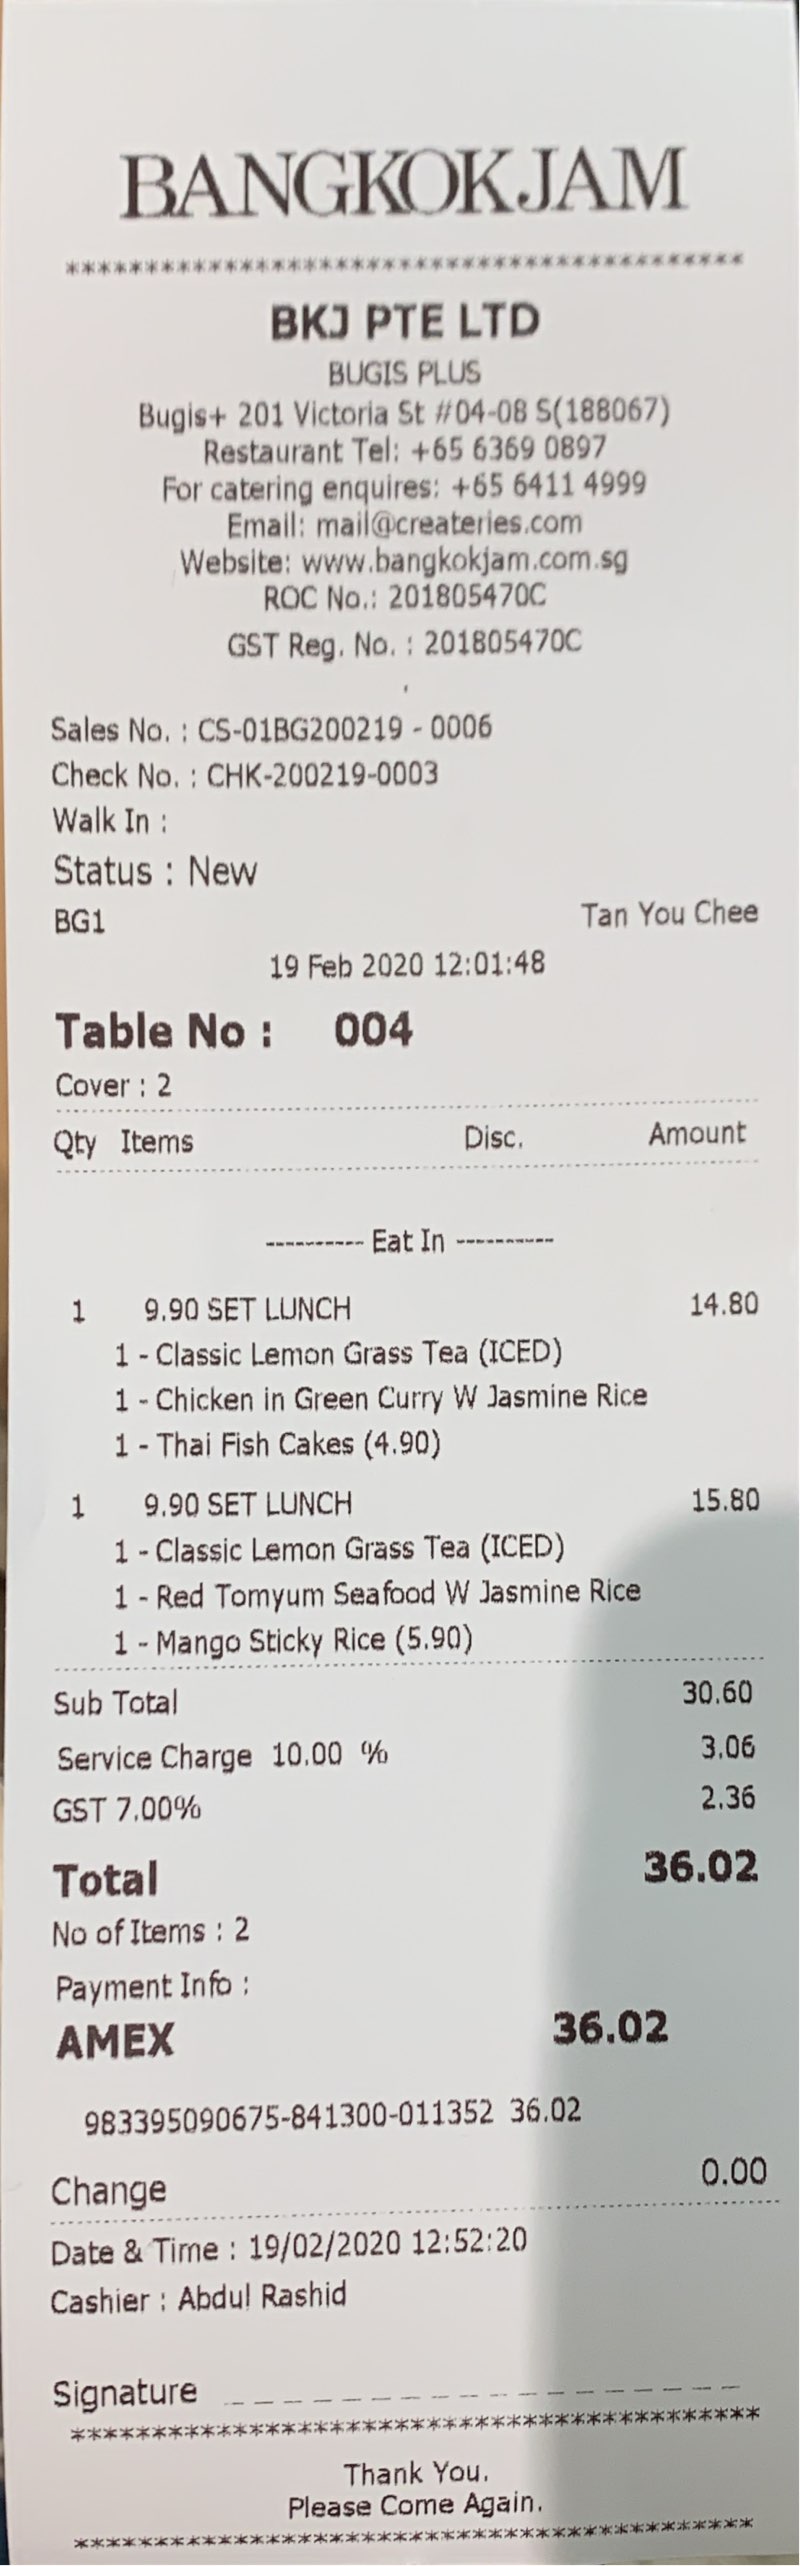 BANGKOKJAM
*******************************************
BKJ PTE LTD
BUGIS PLUS
Bugis+ 201 Victoria St #04-08 S(188067)
Restaurant Tel: +65 6369 0897
For catering enquires: +65 6411 4999
Email: mail@createries.com
Website: www.bangkokjam.com.sg
ROC No.: 201805470C
GST Reg. No. : 201805470C
Sales No. : CS-01BG200219 - 0006
Check No. : CHK-200219-0003
Walk In :
Status : New
BG1 Tan You Chee
19 Feb 2020 12:01:48
Table No : 004
Cover : 2
Qty Items Disc. Amount
---------- Eat In ----------
1 9.90 SET LUNCH 14.80
1 - Classic Lemon Grass Tea (ICED)
1 - Chicken in Green Curry W Jasmine Rice
1 - Thai Fish Cakes (4.90)
1 9.90 SET LUNCH 15.80
1 - Classic Lemon Grass Tea (ICED)
1 - Red Tomyum Seafood W Jasmine Rice
1 - Mango Sticky Rice (5.90)
Sub Total 30.60
Service Charge 10.00 % 3.06
GST 7.00% 2.36
Total 36.02
No of Items : 2
Payment Info :
AMEX 36.02
983395090675-841300-011352 36.02
Change 0.00
Date & Time : 19/02/2020 12:52:20
Cashier : Abdul Rashid
Signature _ _ _ _ _ _ _ _ _ _ _ _ _ _ _ _ _
*******************************************
Thank You.
Please Come Again.
*******************************************